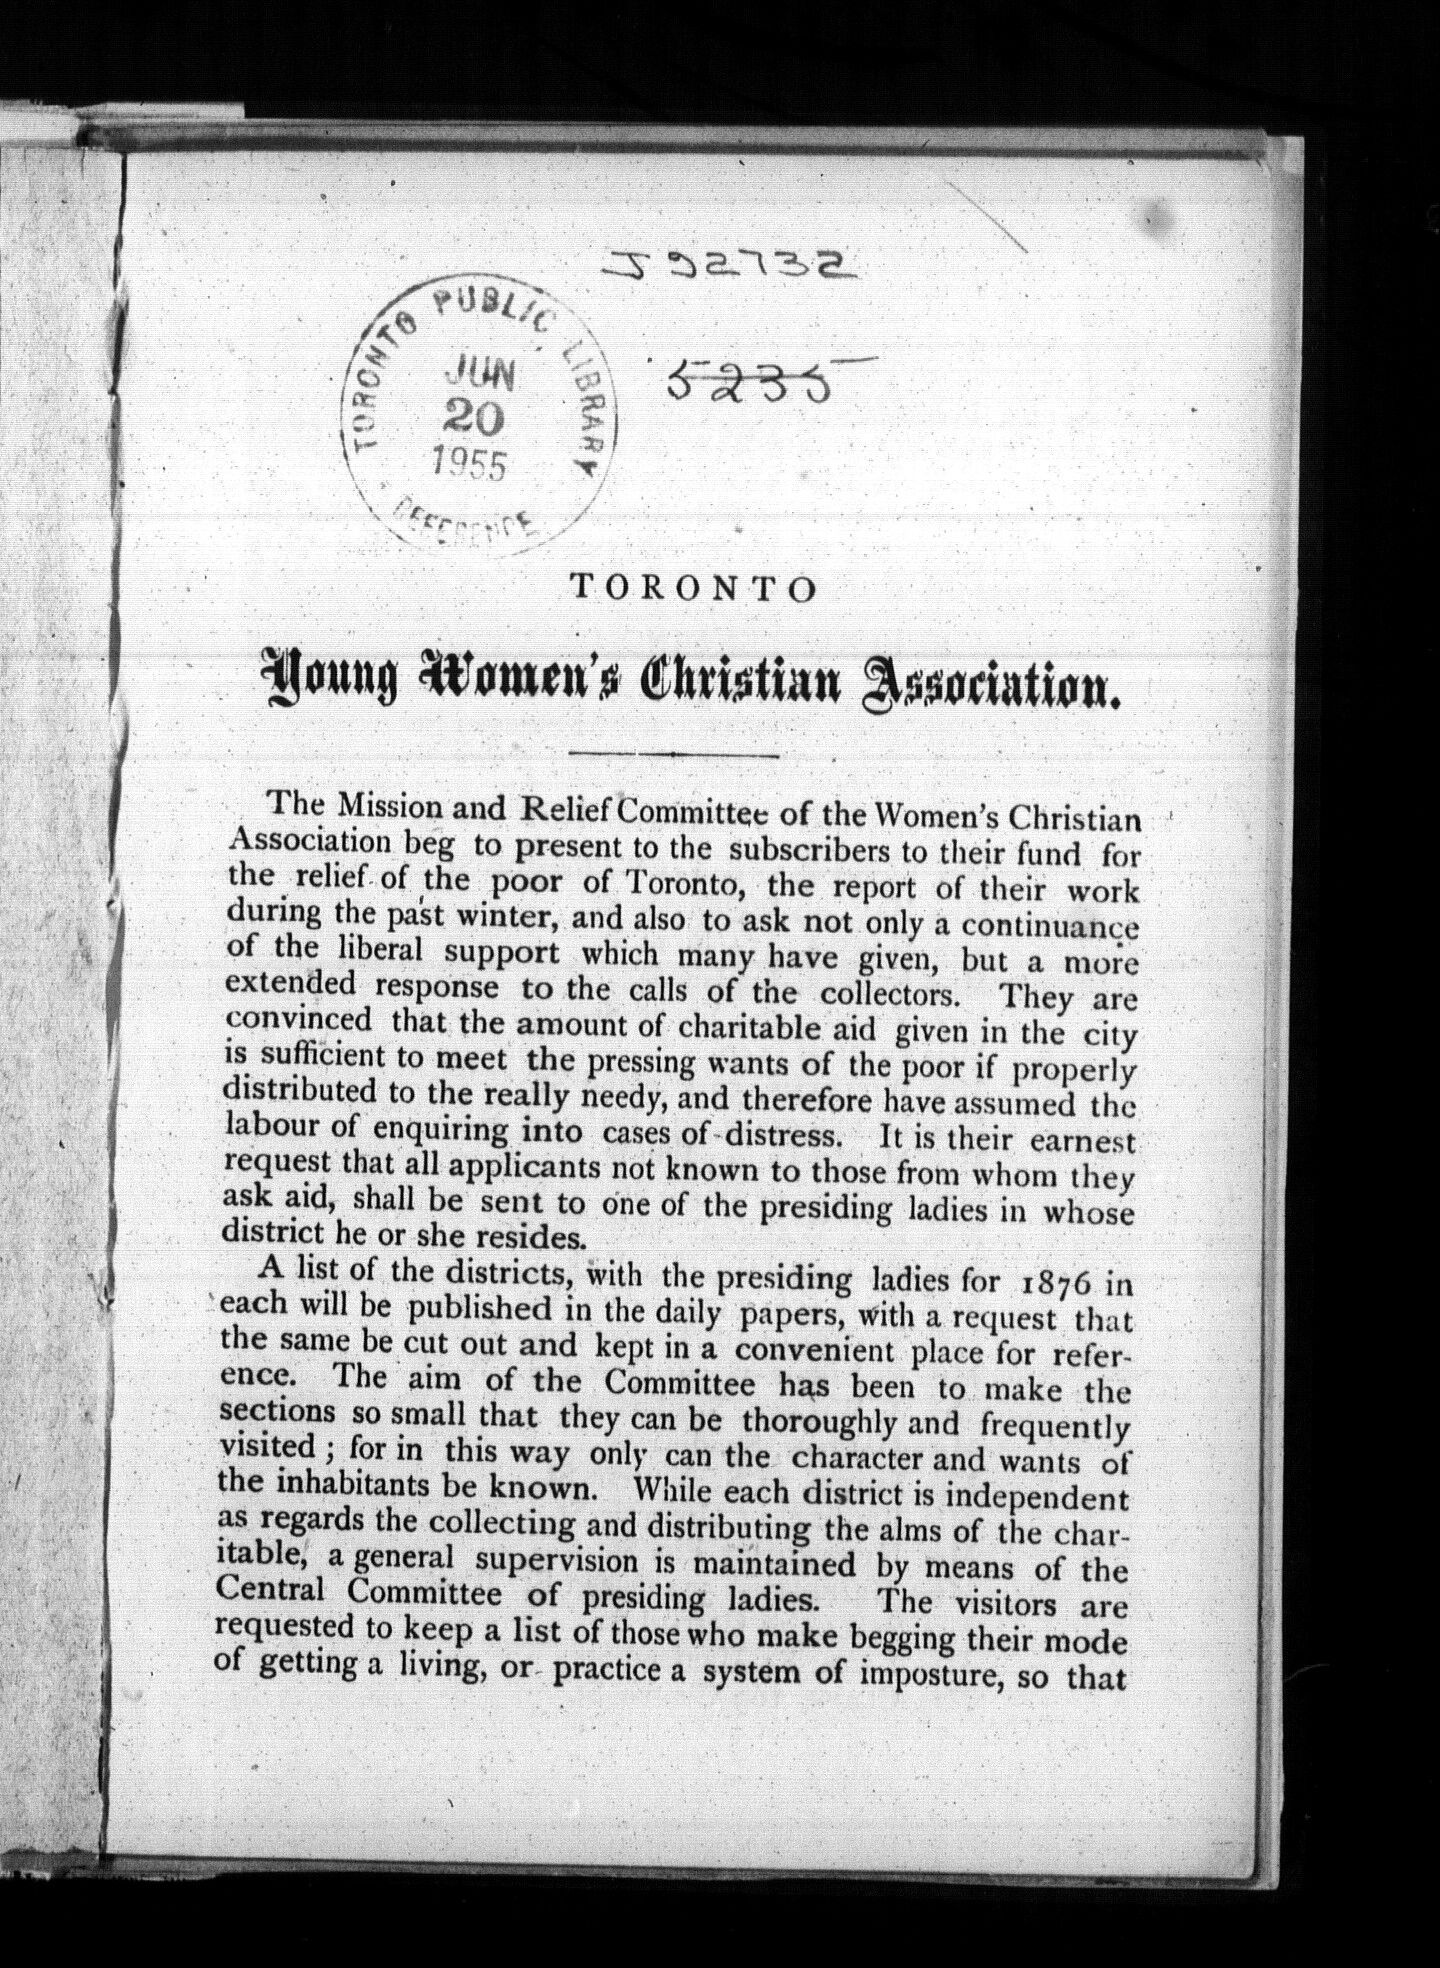 J92732
5235
TORONTO PUBLIC LIBRARY
JUN
20
1955
REFERENCE
TORONTO
Young Women's Christian Association.
The Mission and Relief Committee of the Women's Christian
Association beg to present to the subscribers to their fund for
the relief of the poor of Toronto, the report of their work
during the past winter, and also to ask not only a continuance
of the liberal support which many have given, but a more
extended response to the calls of the collectors. They are
convinced that the amount of charitable aid given in the city
is sufficient to meet the pressing wants of the poor if properly
distributed to the really needy, and therefore have assumed the
labour of enquiring into cases of distress. It is their earnest
request that all applicants not known to those from whom they
ask aid, shall be sent to one of the presiding ladies in whose
district he or she resides.
A list of the districts, with the presiding ladies for 1876 in
each will be published in the daily papers, with a request that
the same be cut out and kept in a convenient place for refer-
ence. The aim of the Committee has been to make the
sections so small that they can be thoroughly and frequently
visited ; for in this way only can the character and wants of
the inhabitants be known. While each district is independent
as regards the collecting and distributing the alms of the char-
itable, a general supervision is maintained by means of the
Central Committee of presiding ladies. The visitors are
requested to keep a list of those who make begging their mode
of getting a living, or practice a system of imposture, so that